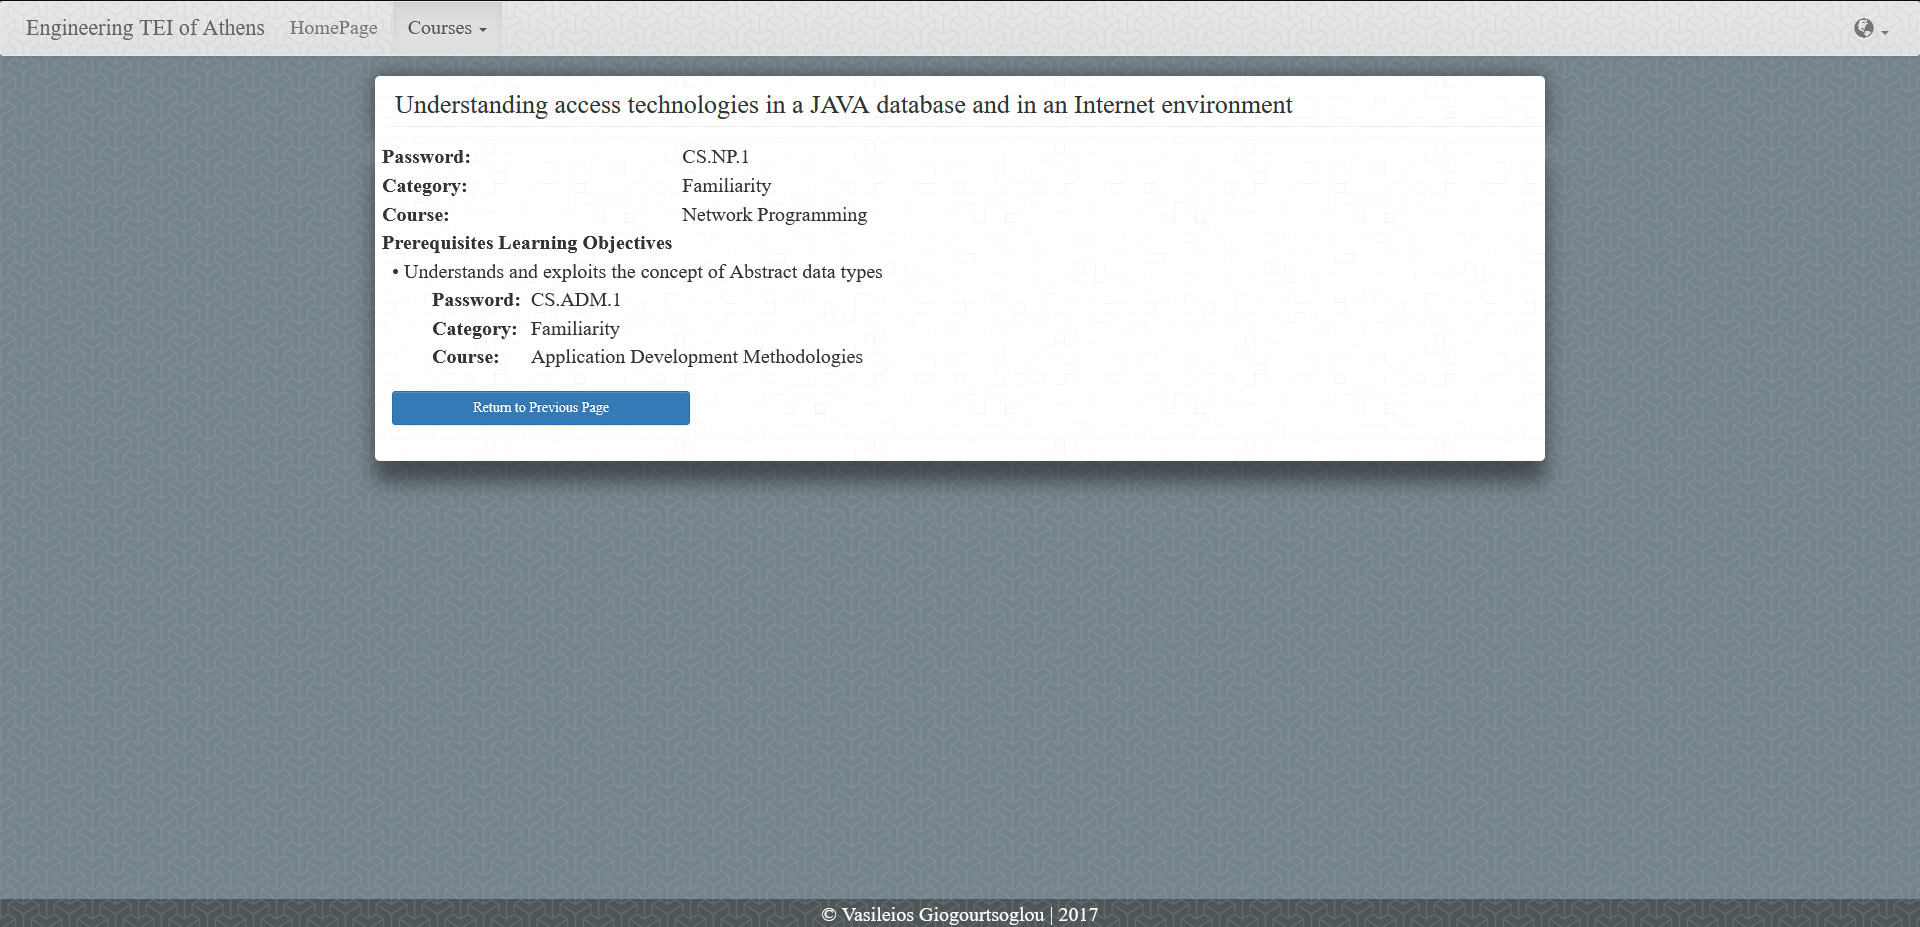 Engineering TEI of Athens HomePage Courses
Understanding access technologies in a JAVA database and in an Internet environment
Password: CS.NP.1
Category: Familiarity
Course: Network Programming
Prerequisites Learning Objectives
• Understands and exploits the concept of Abstract data types
Password: CS.ADM.1
Category: Familiarity
Course: Application Development Methodologies
Return to Previous Page
© Vasileios Giogourtsoglou | 2017